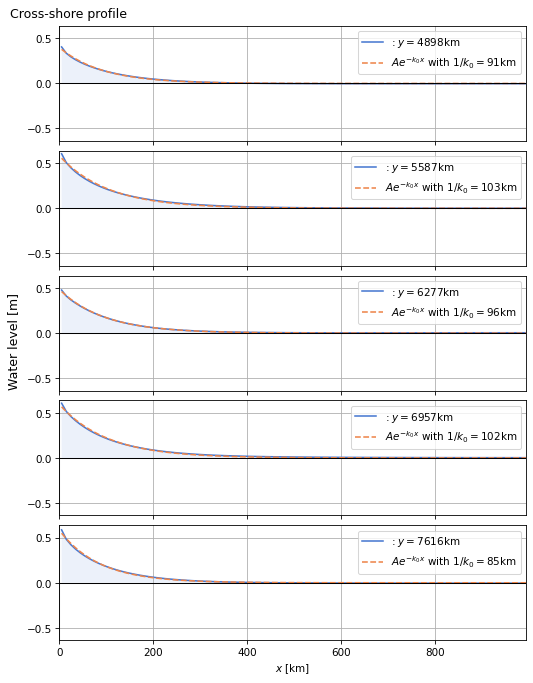 Cross-shore profile
0.5
0.0
−0.5
: y = 4898km
Ae^{−k₀x} with 1/k₀ = 91km
0.5
0.0
−0.5
: y = 5587km
Ae^{−k₀x} with 1/k₀ = 103km
Water level [m]
0.5
0.0
−0.5
: y = 6277km
Ae^{−k₀x} with 1/k₀ = 96km
0.5
0.0
−0.5
: y = 6957km
Ae^{−k₀x} with 1/k₀ = 102km
0.5
0.0
−0.5
: y = 7616km
Ae^{−k₀x} with 1/k₀ = 85km
0 200 400 600 800
x [km]